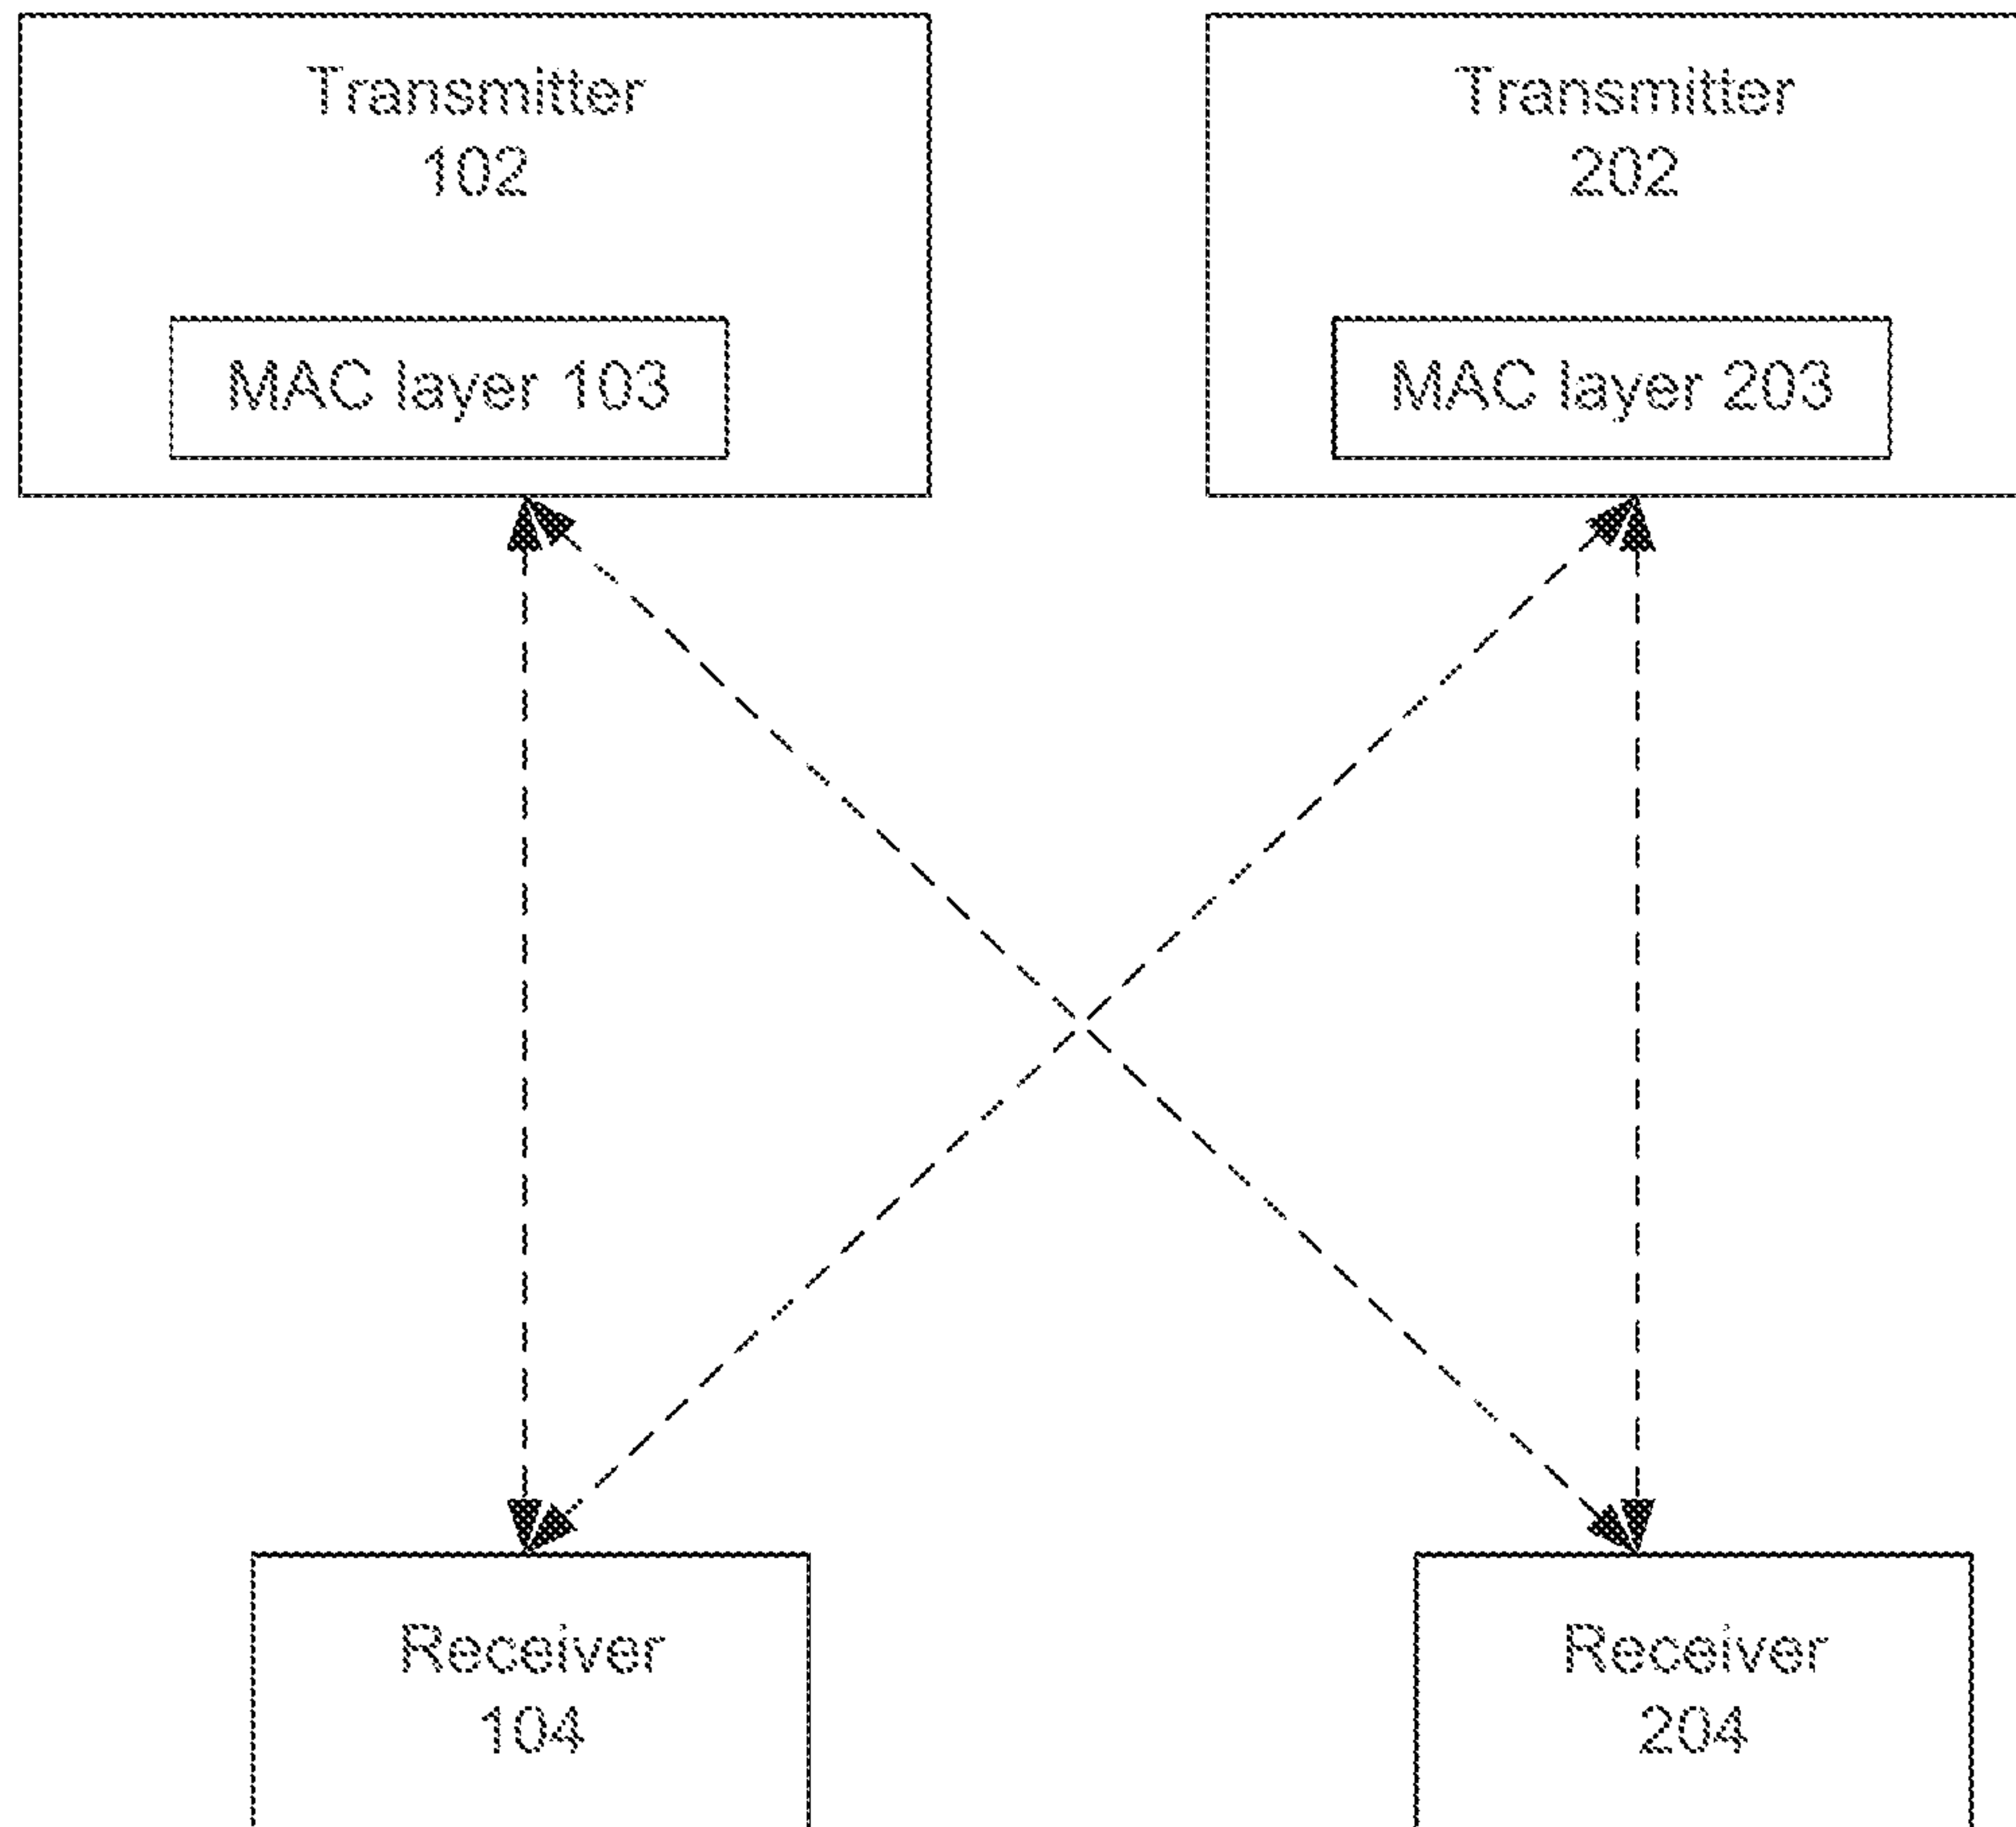 Transmitter
102
MAC layer 103
Transmitter
202
MAC layer 203
Receiver
104
Receiver
204